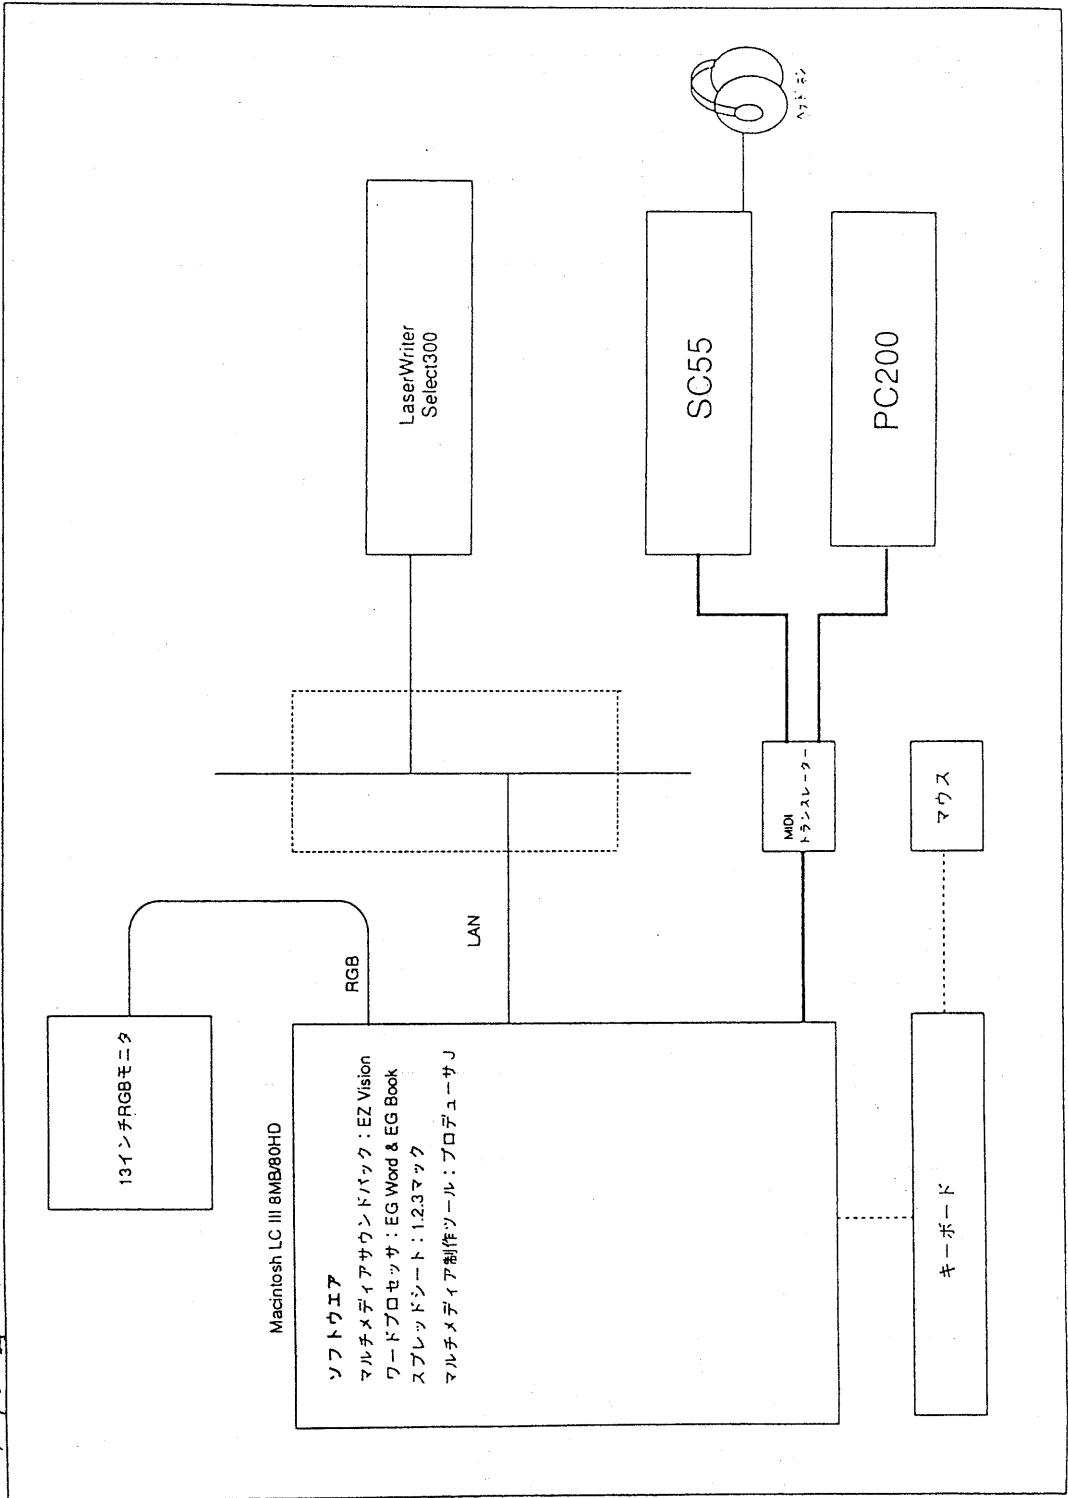 13インチRGBモニタ
RGB
Macintosh LC III 8MB/80HD
ソフトウエア
マルチメディアサウンドパック：EZ Vision
ワードプロセッサ：EG Word & EG Book
スプレッドシート：1.2.3マック
マルチメディア制作ツール：プロデューサJ
LAN
LaserWriter
Select300
MIDI
トランスレーター
SC55
PC200
ヘッドホン
キーボード
マウス